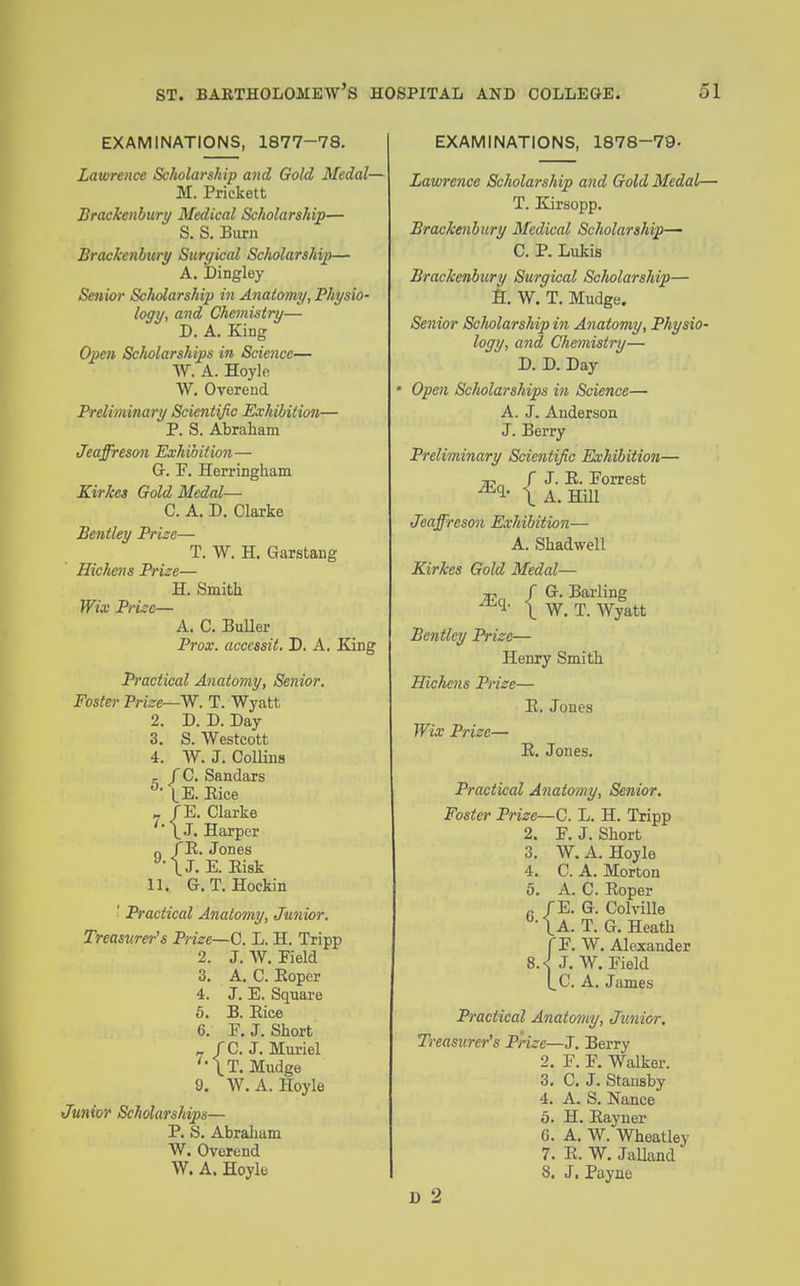 ST. BARTHOLOMEW'S HOSPITAL AND COLLEGE. 51
EXAMINATIONS, 1877—78.
Lawrence Scholarship and Gold Medal—
M. Prickett
Brackenbury Medical Scholarship—
S. S. Burn
Brackenbury Surgical Scholarship—
A. Dingley
Senior Scholarship in Anatomy, Physio-
logy, and Chemistry—
D. A. King
Open Scholarships in Science—
W. A. Hoyle
W. Overend
Preliminary Scientific Exhibition—
P. S. Abraham
Jeaffreson Exhibition—
G. F. Herringham
Kirkes Gold Medal—
C. A. D. Clarke
Bentley Prize—
T. W. H. Garstang
Hichens Prize—
H. Smith
Wix Prize—
A. C. Buller
Prox. accessit. D. A. King
Practical Anatomy, Senior.
Foster Prize—W. T. Wyatt
2. D. D. Day
3. S. Westcott
4. W. J. Collins
5. { C. Sandars
E. Rice
7. { E. Clarke
J. Harper
9. { R. Jones
J. E. Risk
11. G. T. Hockin
Practical Anatomy, Junior.
Treasurer's Prize—C. L. H. Tripp
2. J. W. Field
3. A. C. Roper
4. J. E. Square
5. B. Rice
6. F. J. Short
7. { C. J. Muriel
T. Mudge
9. W. A. Hoyle
Junior Scholarships—
P. S. Abraham
W. Overend
W. A. Hoyle
EXAMINATIONS, 1878—79.
Lawrence Scholarship and Gold Medal—
T. Kirsopp.
Brackenbury Medical Scholarship—
C. P. Lukis
Brackenbury Surgical Scholarship—
H. W. T. Mudge.
Senior Scholarship in Anatomy, Physio-
logy, and Chemistry—
D. D. Day
Open Scholarships in Science—
A. J. Anderson
J. Berry
Preliminary Scientific Exhibition—
Æq. { J. R. Forrest
A. Hill
Jeaffreson Exhibition—
A. Shadwell
Kirkes Gold Medal—
Æq. { G. Barling
W. T. Wyatt
Bentley Prize—
Henry Smith
Hichens Prize—
R. Jones
Wix Prize—
R. Jones.
Practical Anatomy, Senior.
Foster Prize—C. L. H. Tripp
2. F. J. Short
3. W. A. Hoyle
4. C. A. Morton
5. A. C. Roper
6. { E. G. Colville
A. T. G. Heath
8. { F. W. Alexander
J. W. Field
C. A. James
Practical Anatomy, Junior.
Treasurer's Prize—J. Berry
2. F. F. Walker.
3. C. J. Stansby
4. A. S. Nance
5. H. Rayner
6. A. W. Wheatley
7. R. W. Jalland
8. J. Payne
D 2